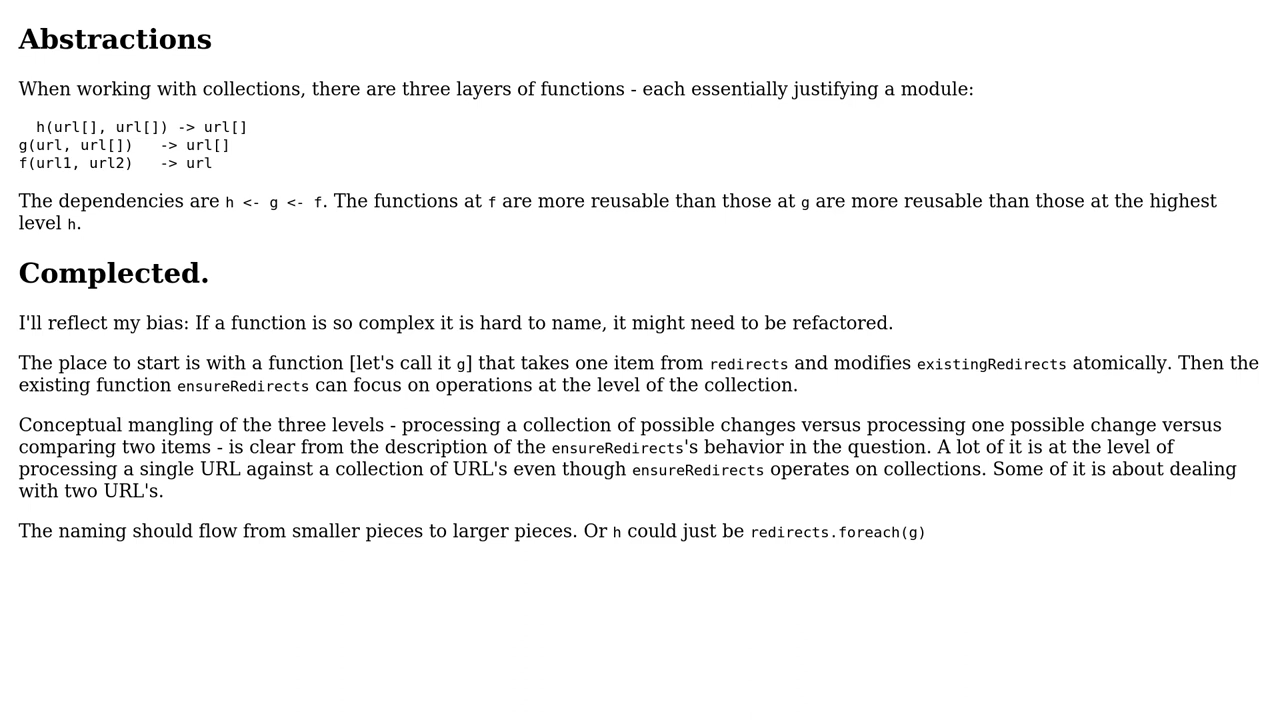 Abstractions
When working with collections, there are three layers of functions - each essentially justifying a module:
  h(url[], url[]) -> url[]
g(url, url[])   -> url[]
f(url1, url2)   -> url
The dependencies are h <- g <- f. The functions at f are more reusable than those at g are more reusable than those at the highest
level h.
Complected.
I'll reflect my bias: If a function is so complex it is hard to name, it might need to be refactored.
The place to start is with a function [let's call it g] that takes one item from redirects and modifies existingRedirects atomically. Then the
existing function ensureRedirects can focus on operations at the level of the collection.
Conceptual mangling of the three levels - processing a collection of possible changes versus processing one possible change versus
comparing two items - is clear from the description of the ensureRedirects's behavior in the question. A lot of it is at the level of
processing a single URL against a collection of URL's even though ensureRedirects operates on collections. Some of it is about dealing
with two URL's.
The naming should flow from smaller pieces to larger pieces. Or h could just be redirects.foreach(g)